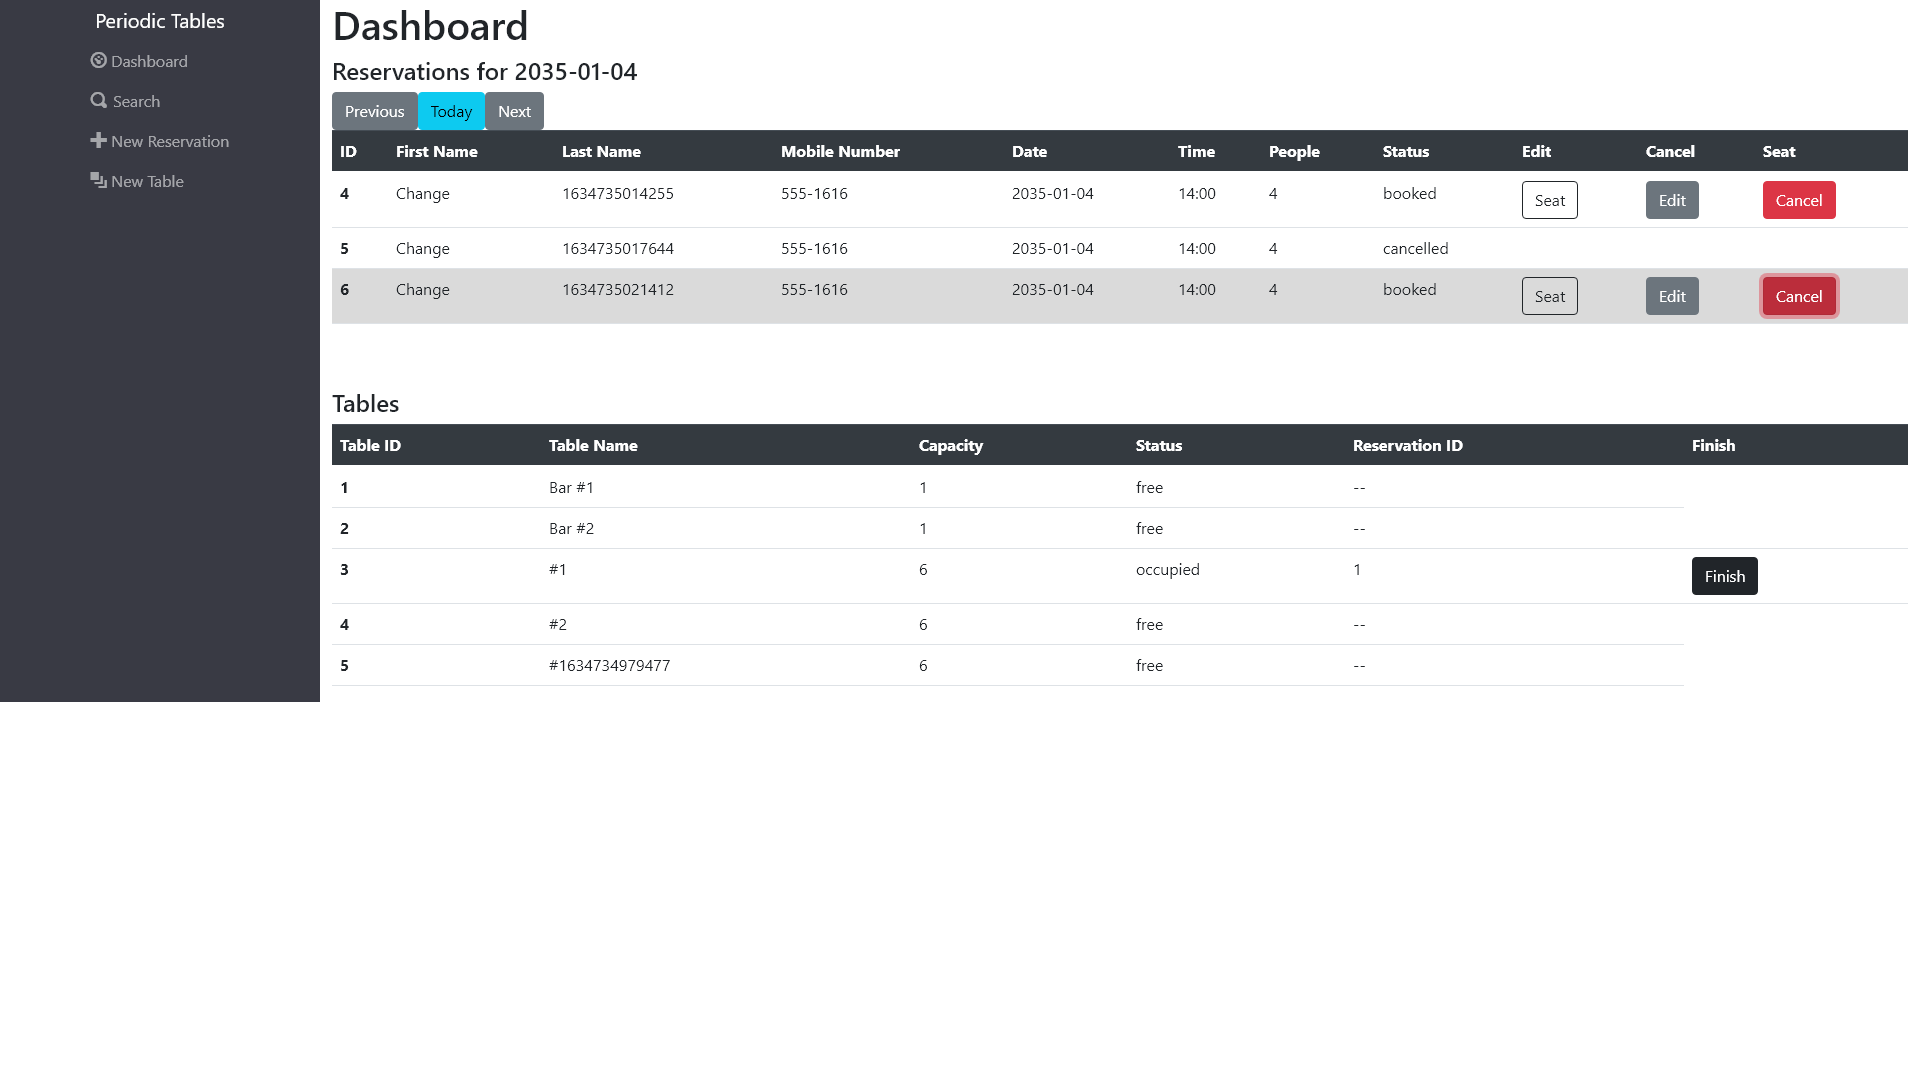 Periodic Tables
Dashboard
Search
New Reservation
New Table
Dashboard
Reservations for 2035-01-04
Previous Today Next
ID First Name Last Name Mobile Number Date Time People Status Edit Cancel Seat
4 Change 1634735014255 555-1616 2035-01-04 14:00 4 booked Seat Edit Cancel
5 Change 1634735017644 555-1616 2035-01-04 14:00 4 cancelled
6 Change 1634735021412 555-1616 2035-01-04 14:00 4 booked Seat Edit Cancel
Tables
Table ID Table Name Capacity Status Reservation ID Finish
1 Bar #1 1 free --
2 Bar #2 1 free --
3 #1 6 occupied 1 Finish
4 #2 6 free --
5 #1634734979477 6 free --